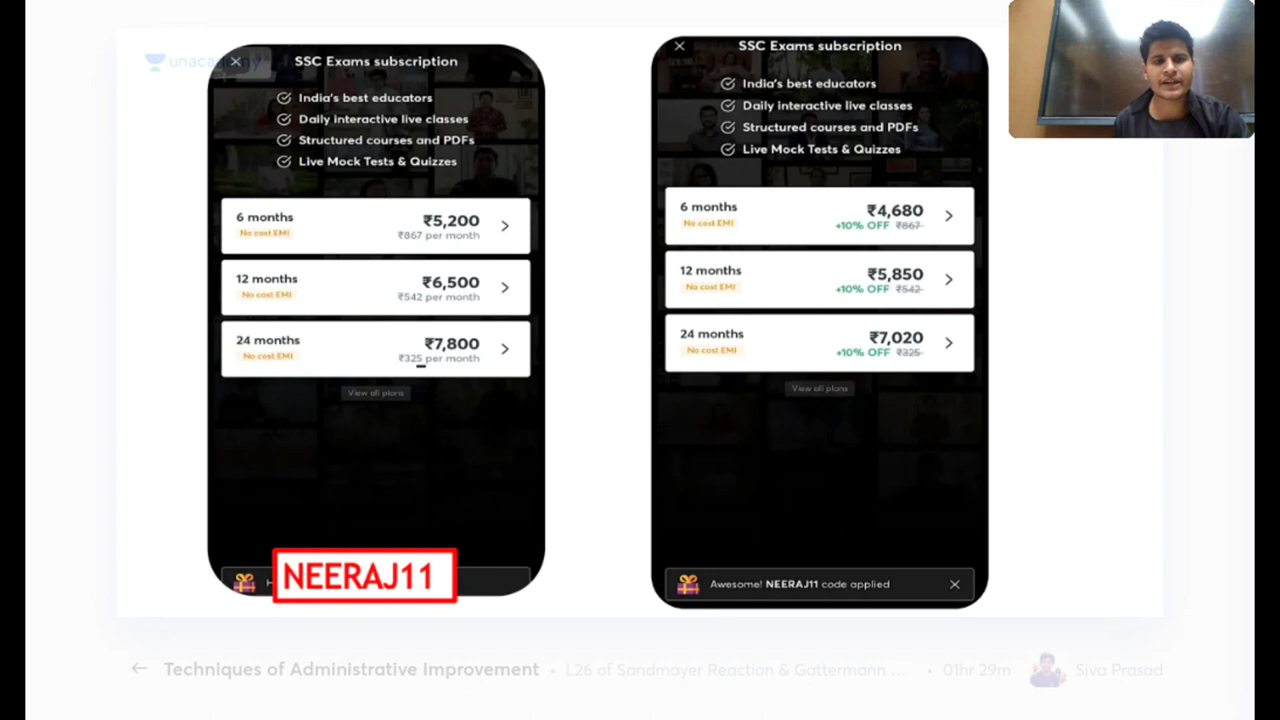 unacademy
SSC Exams subscription
India's best educators
Daily interactive live classes
Structured courses and PDFs
Live Mock Tests & Quizzes
6 months
₹5,200
No cost EMI
₹867 per month
12 months
₹6,500
No cost EMI
₹542 per month
24 months
₹7,800
No cost EMI
₹325 per month
View all plans
NEERAJ11
SSC Exams subscription
India's best educators
Daily interactive live classes
Structured courses and PDFs
Live Mock Tests & Quizzes
6 months
₹4,680
No cost EMI
+10% OFF ₹867
12 months
₹5,850
No cost EMI
+10% OFF ₹542
24 months
₹7,020
No cost EMI
+10% OFF ₹325
View all plans
Awesome! NEERAJ11 code applied
Techniques of Administrative Improvement • L26 of Sandmayer Reaction & Gattermann ... • 01hr 29m Siva Prasad